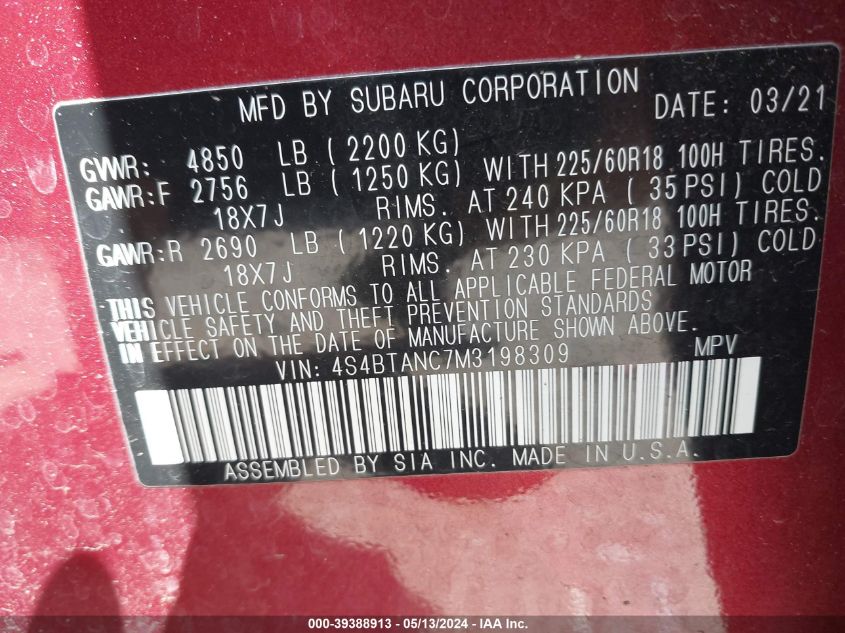 MFD BY SUBARU CORPORATION DATE: 03/21
GVWR: 4850 LB ( 2200 KG)
GAWR:F 2756 LB ( 1250 KG) WITH 225/60R18 100H TIRES.
18X7J RIMS. AT 240 KPA ( 35 PSI) COLD
GAWR:R 2690 LB ( 1220 KG) WITH 225/60R18 100H TIRES.
18X7J RIMS. AT 230 KPA ( 33 PSI) COLD
THIS VEHICLE CONFORMS TO ALL APPLICABLE FEDERAL MOTOR
VEHICLE SAFETY AND THEFT PREVENTION STANDARDS
IN EFFECT ON THE DATE OF MANUFACTURE SHOWN ABOVE.
VIN: 4S4BTANC7M3198309 MPV
ASSEMBLED BY SIA INC. MADE IN U.S.A.
000-39388913 - 05/13/2024 - IAA Inc.